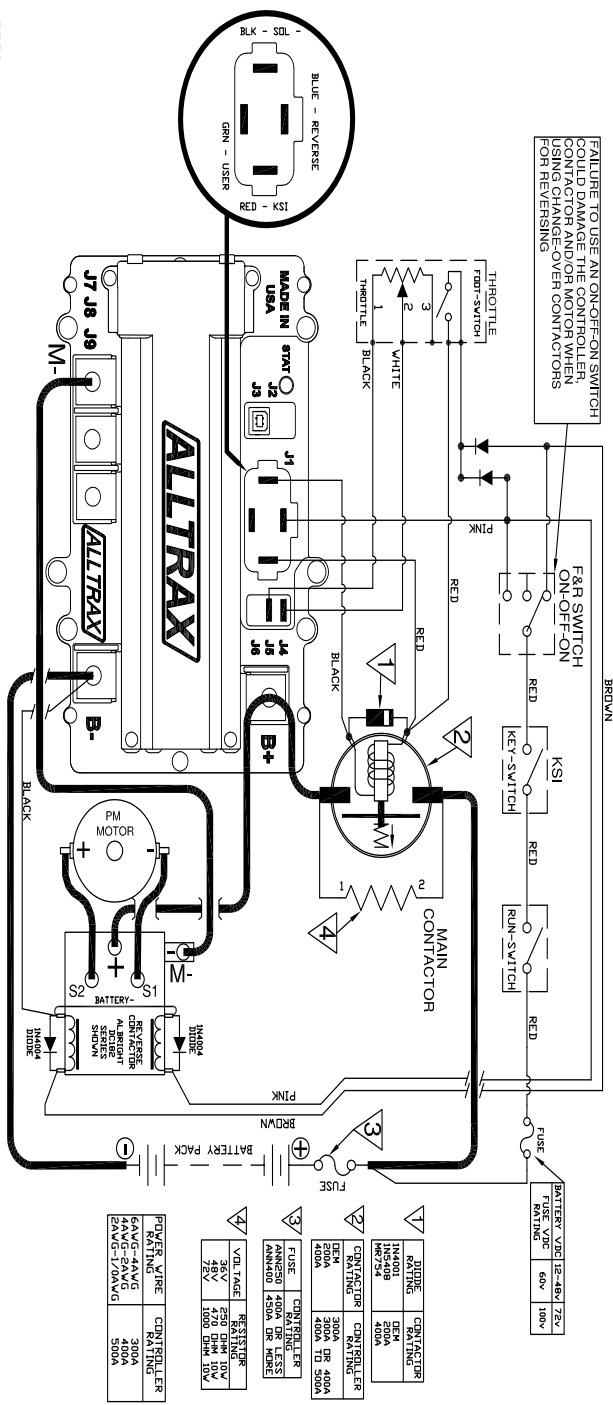 FAILURE TO USE AN ON-OFF-ON SWITCH
COULD DAMAGE THE CONTROLLER,
CONTACTOR AND/OR MOTOR WHEN
USING CHANGE-OVER CONTACTORS
FOR REVERSING
BLK - SOL -
BLUE - REVERSE
GRN - USER
RED - KSI
THROTTLE
FOOT-SWITCH
THROTTLE
1
2
3
BLACK
WHITE
PINK
RED
RED
BLACK
F&R SWITCH
ON-OFF-ON
BROWN
RED
KSI
KEY-SWITCH
RED
RUN-SWITCH
RED
FUSE
BATTERY VDC 12-48v 72v
FUSE VDC RATING 60v 100v
MADE IN
USA
STAT
J2
J3
J1
J4
J5
J6
J7 J8 J9
M-
ALLTRAX
ALLTRAX
B-
B+
1
2
MAIN
CONTACTOR
1
2
4
BLACK
PM
MOTOR
+
-
+
-
M-
S2
S1
BATTERY-
1N4004
DIODE
REVERSE
CONTACTOR
ALBRIGHT
DC182
SERIES
SHOWN
1N4004
DIODE
PINK
BROWN
-
BATTERY PACK
+
FUSE
3
1
DIODE RATING CONTACTOR RATING
1N4001 OEM
1N5408 200A
MR754 400A
2
CONTACTOR RATING CONTROLLER RATING
OEM 300A
200A 300A OR 400A
400A 400A TO 500A
3
FUSE CONTROLLER RATING
ANN250 400A OR LESS
ANN400 450A OR MORE
4
VOLTAGE RESISTOR RATING
36V 250 OHM 10W
48V 470 OHM 10W
72V 1000 OHM 10W
POWER WIRE RATING CONTROLLER RATING
6AWG-4AWG 300A
4AWG-2AWG 400A
2AWG-1/0AWG 500A